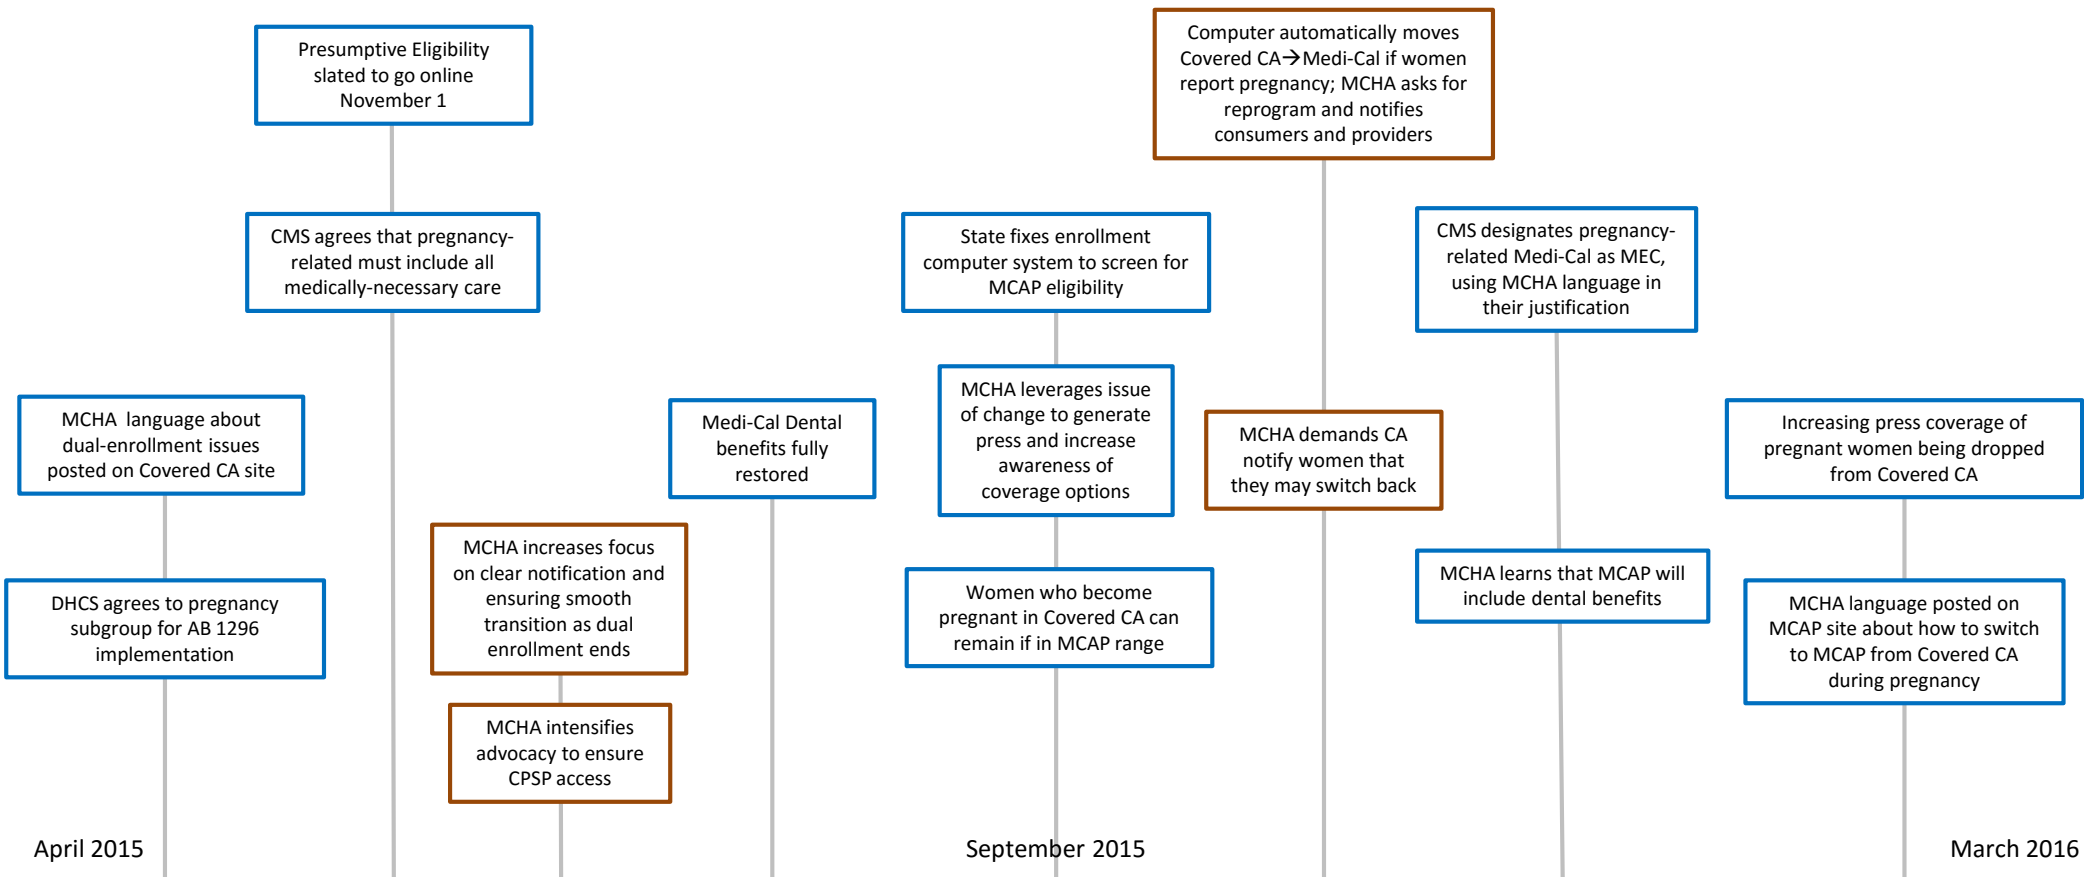 Presumptive Eligibility
slated to go online
November 1
CMS agrees that pregnancy-
related must include all
medically-necessary care
MCHA language about
dual-enrollment issues
posted on Covered CA site
DHCS agrees to pregnancy
subgroup for AB 1296
implementation
MCHA increases focus
on clear notification and
ensuring smooth
transition as dual
enrollment ends
MCHA intensifies
advocacy to ensure
CPSP access
Medi-Cal Dental
benefits fully
restored
State fixes enrollment
computer system to screen for
MCAP eligibility
MCHA leverages issue
of change to generate
press and increase
awareness of
coverage options
Women who become
pregnant in Covered CA can
remain if in MCAP range
Computer automatically moves
Covered CA→Medi-Cal if women
report pregnancy; MCHA asks for
reprogram and notifies
consumers and providers
MCHA demands CA
notify women that
they may switch back
CMS designates pregnancy-
related Medi-Cal as MEC,
using MCHA language in
their justification
MCHA learns that MCAP will
include dental benefits
Increasing press coverage of
pregnant women being dropped
from Covered CA
MCHA language posted on
MCAP site about how to switch
to MCAP from Covered CA
during pregnancy
April 2015
September 2015
March 2016